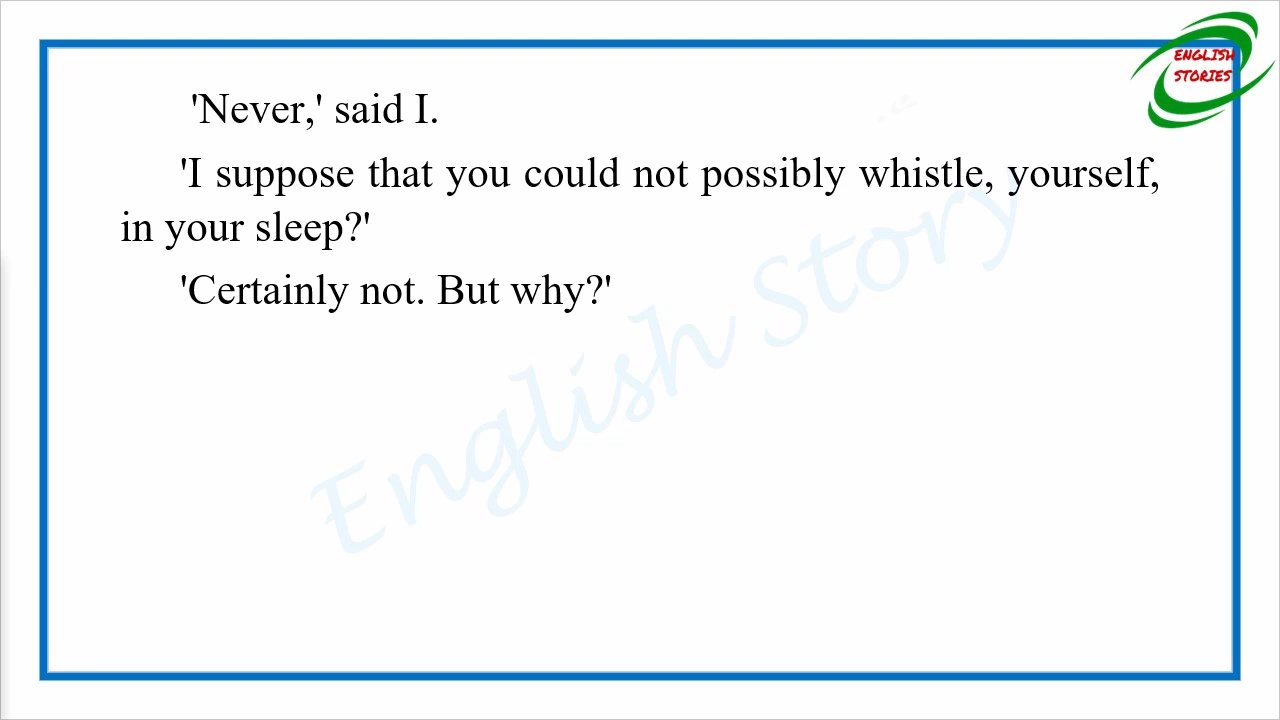 ENGLISH
STORIES
'Never,' said I.
'I suppose that you could not possibly whistle, yourself,
in your sleep?'
'Certainly not. But why?'
English Story